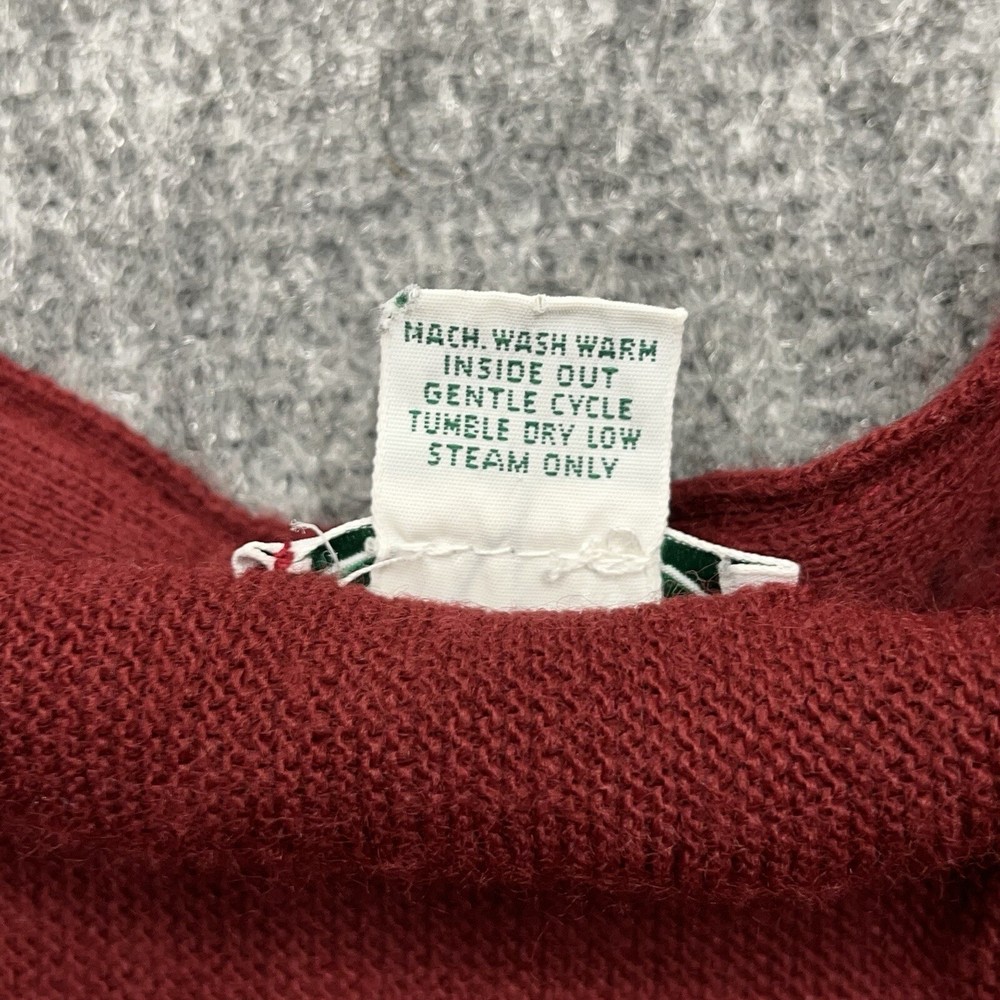 MACH. WASH WARM
INSIDE OUT
GENTLE CYCLE
TUMBLE DRY LOW
STEAM ONLY